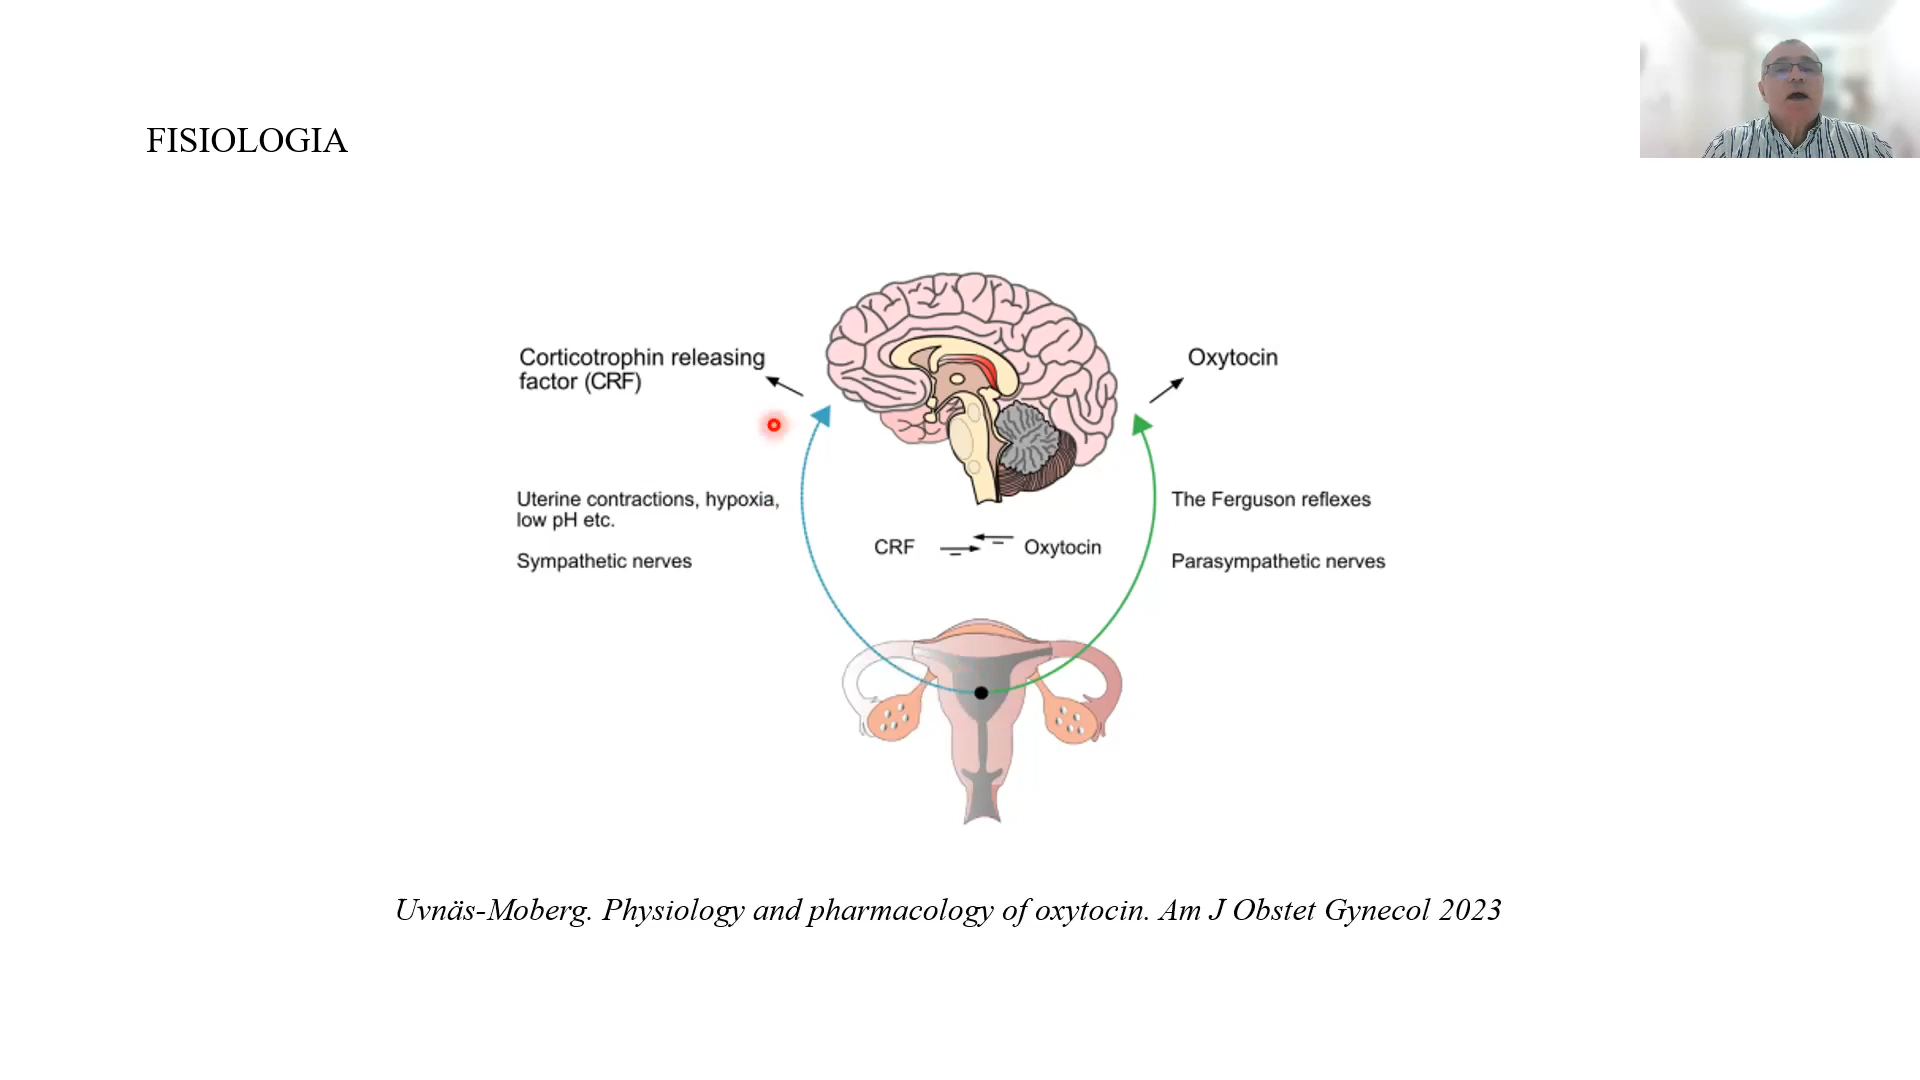 FISIOLOGIA
Corticotrophin releasing
factor (CRF)
Oxytocin
Uterine contractions, hypoxia,
low pH etc.
The Ferguson reflexes
CRF
Oxytocin
Sympathetic nerves
Parasympathetic nerves
Uvnäs-Moberg. Physiology and pharmacology of oxytocin. Am J Obstet Gynecol 2023